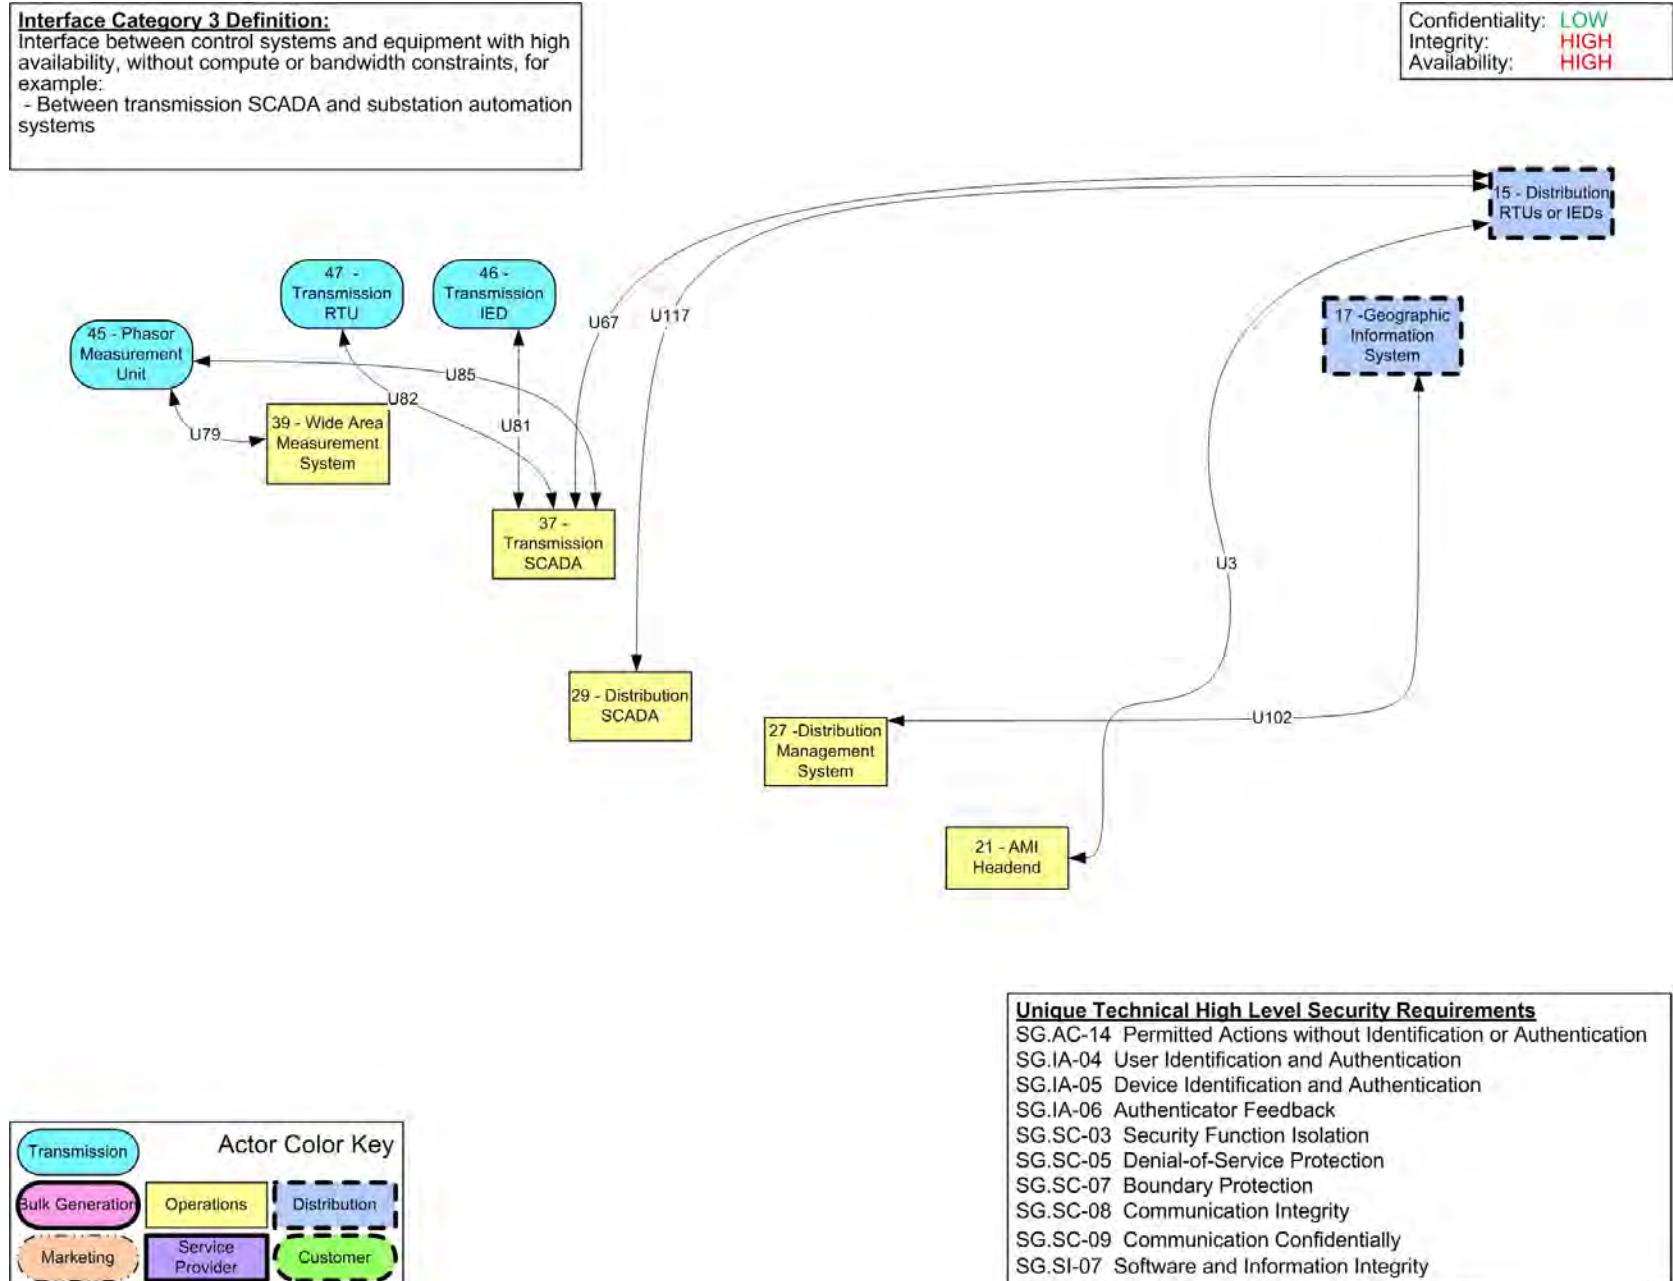 Interface Category 3 Definition:
Interface between control systems and equipment with high
availability, without compute or bandwidth constraints, for
example:
- Between transmission SCADA and substation automation
systems
Confidentiality: LOW
Integrity: HIGH
Availability: HIGH
15 - Distribution
RTUs or IEDs
47 -
Transmission
RTU
46 -
Transmission
IED
17 -Geographic
Information
System
45 - Phasor
Measurement
Unit
U67
U117
U85
U82
U81
U79
39 - Wide Area
Measurement
System
37 -
Transmission
SCADA
U3
29 - Distribution
SCADA
27 -Distribution
Management
System
U102
21 - AMI
Headend
Unique Technical High Level Security Requirements
SG.AC-14 Permitted Actions without Identification or Authentication
SG.IA-04 User Identification and Authentication
SG.IA-05 Device Identification and Authentication
SG.IA-06 Authenticator Feedback
SG.SC-03 Security Function Isolation
SG.SC-05 Denial-of-Service Protection
SG.SC-07 Boundary Protection
SG.SC-08 Communication Integrity
SG.SC-09 Communication Confidentially
SG.SI-07 Software and Information Integrity
Actor Color Key
Transmission
Bulk Generation
Operations
Distribution
Marketing
Service
Provider
Customer